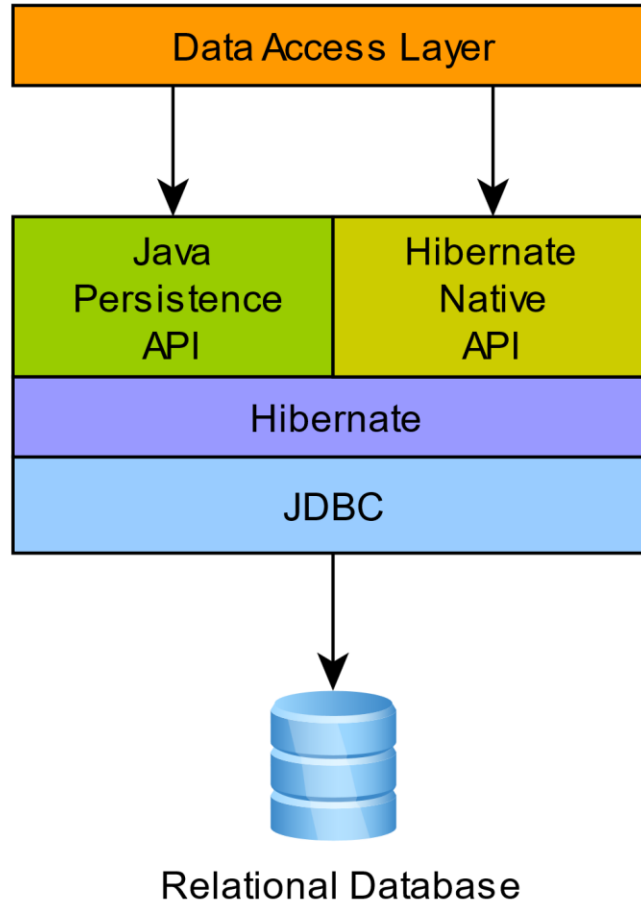 Data Access Layer
Java
Persistence
API
Hibernate
Native
API
Hibernate
JDBC
Relational Database